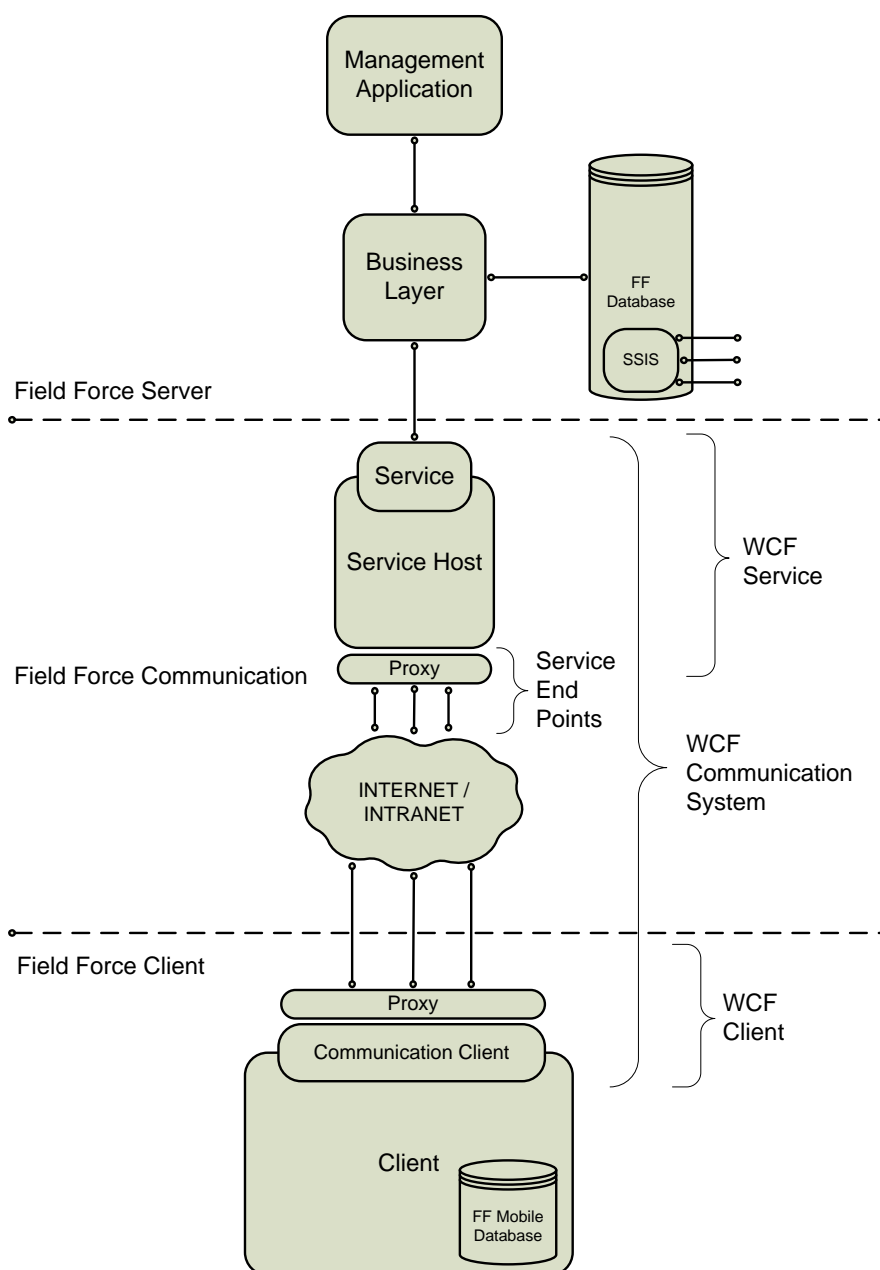 Management
Application
Business
Layer
FF
Database
SSIS
Field Force Server
Service
Service Host
WCF
Service
Field Force Communication
Proxy
Service
End
Points
INTERNET /
INTRANET
WCF
Communication
System
Field Force Client
Proxy
Communication Client
WCF
Client
Client
FF Mobile
Database